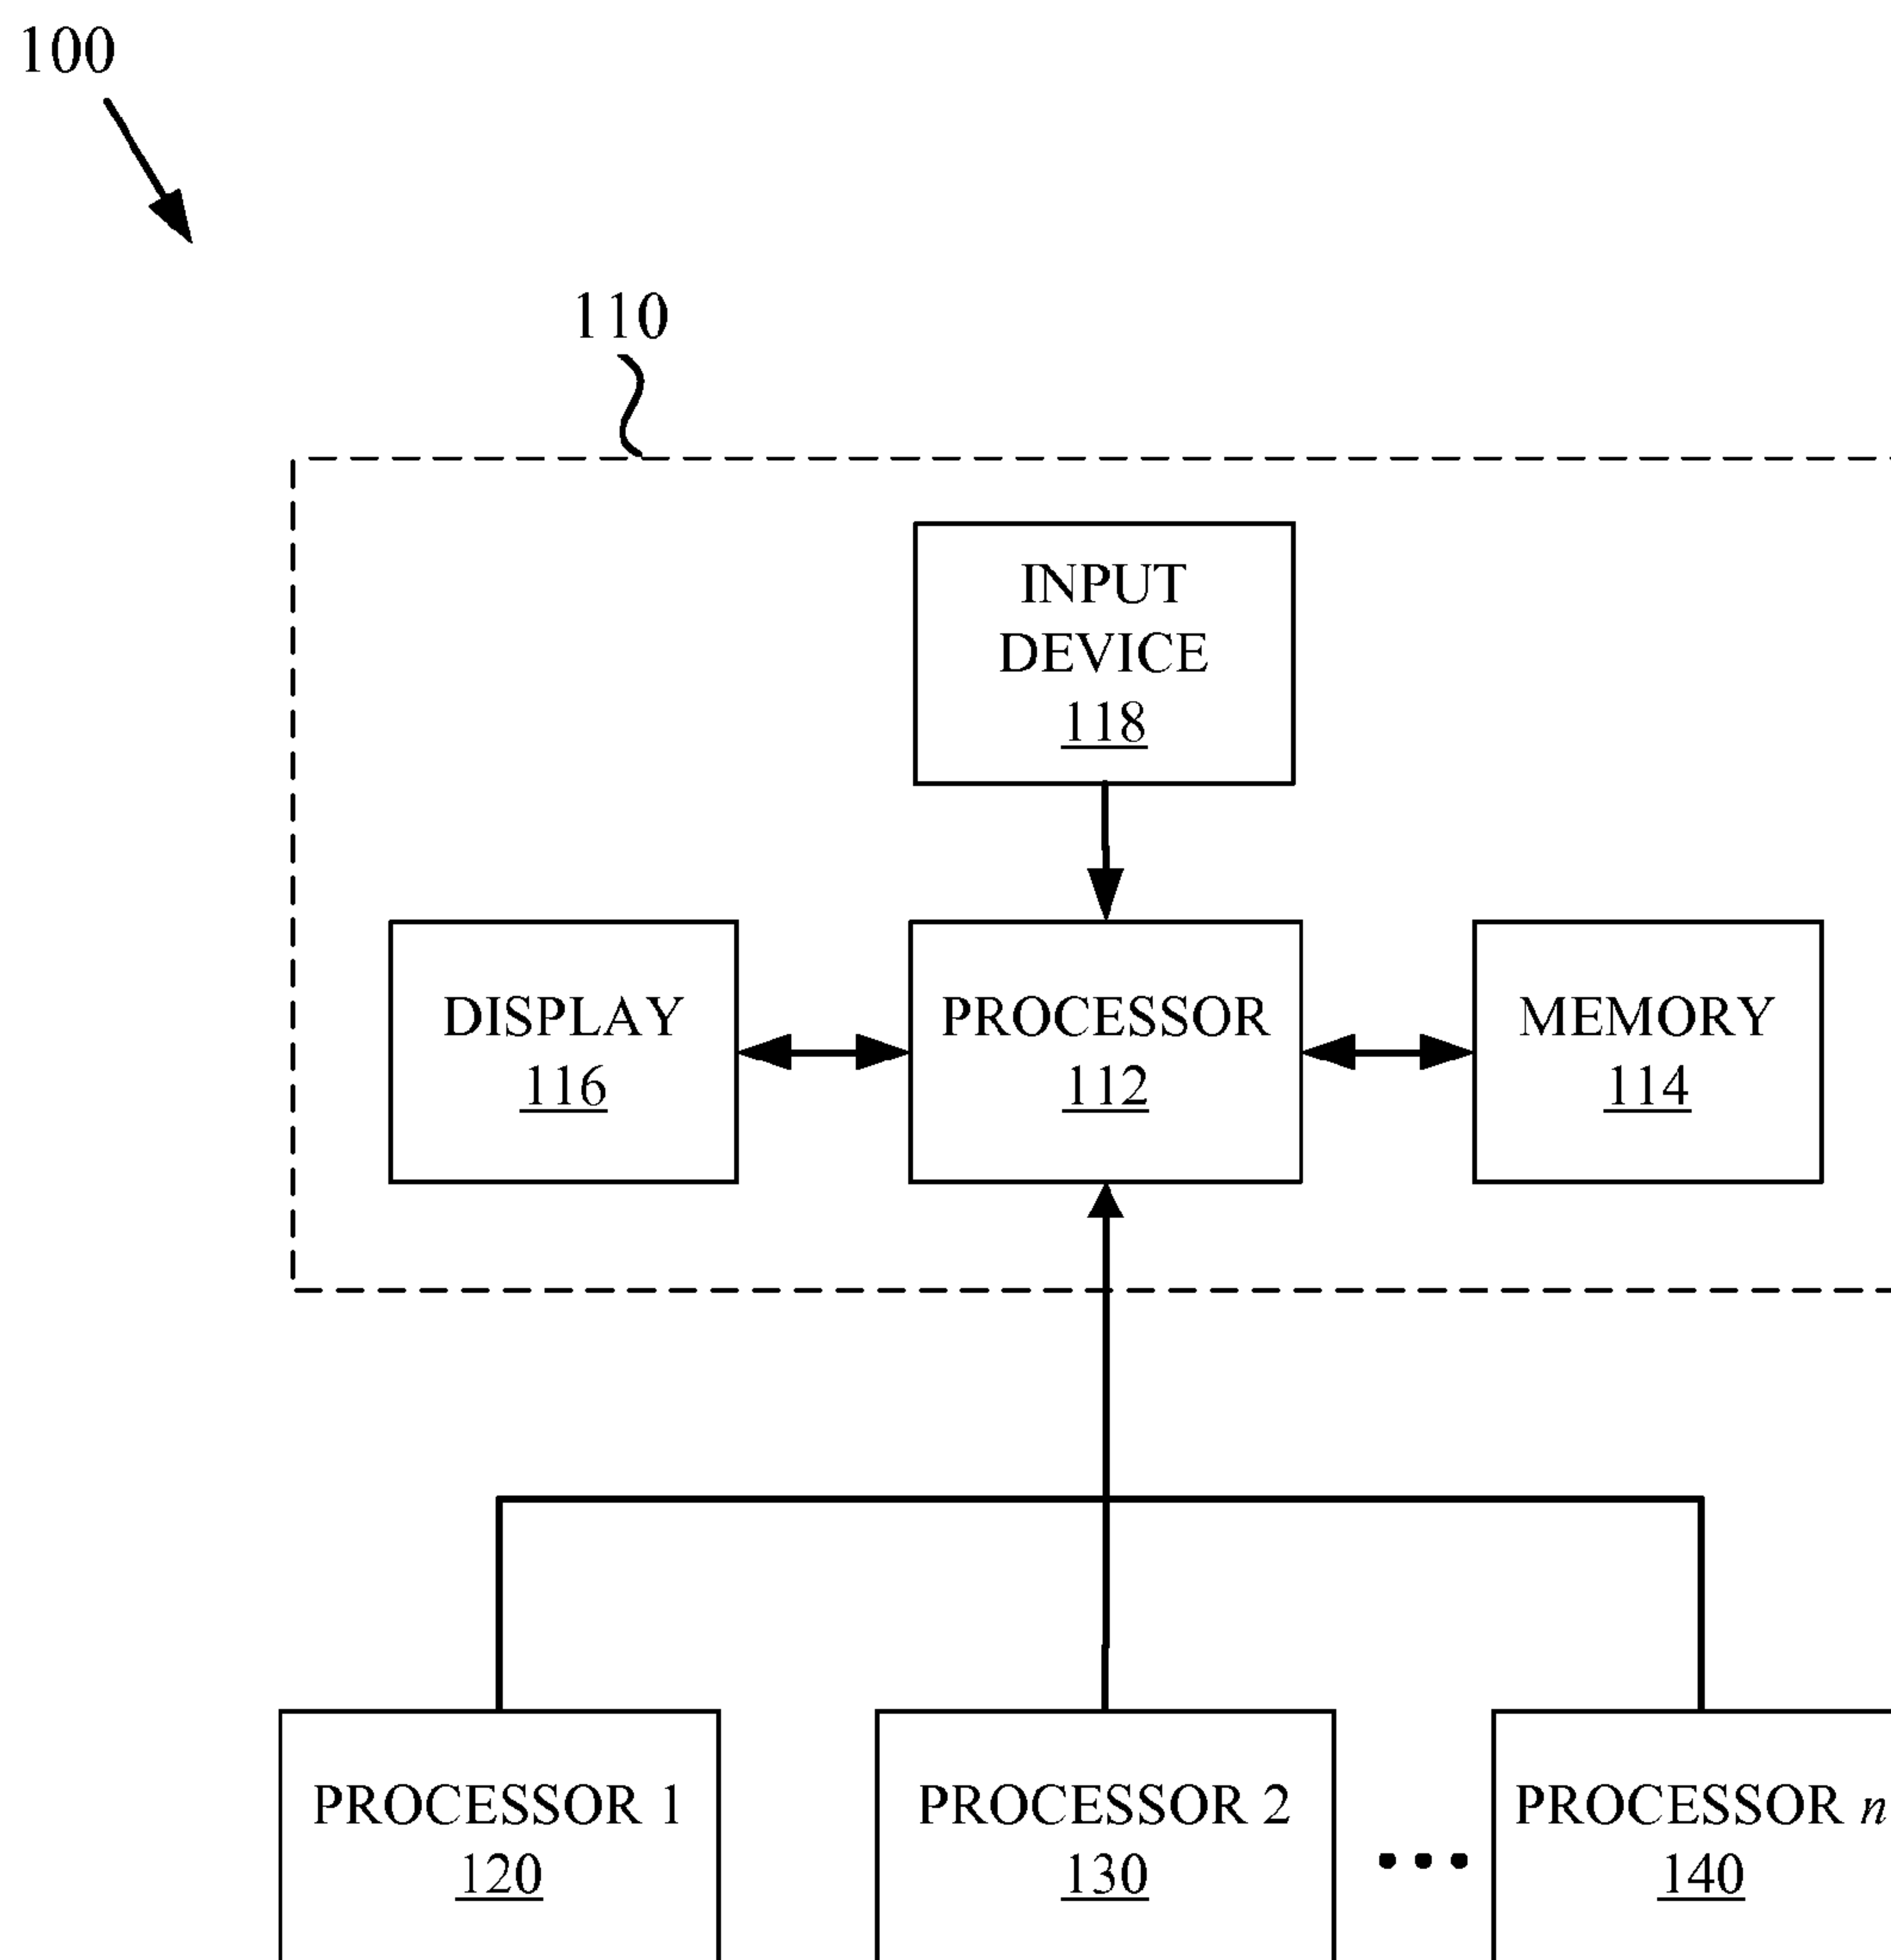 100
110
INPUT
DEVICE
118
DISPLAY
116
PROCESSOR
112
MEMORY
114
PROCESSOR 1
120
PROCESSOR 2
130
PROCESSOR n
140